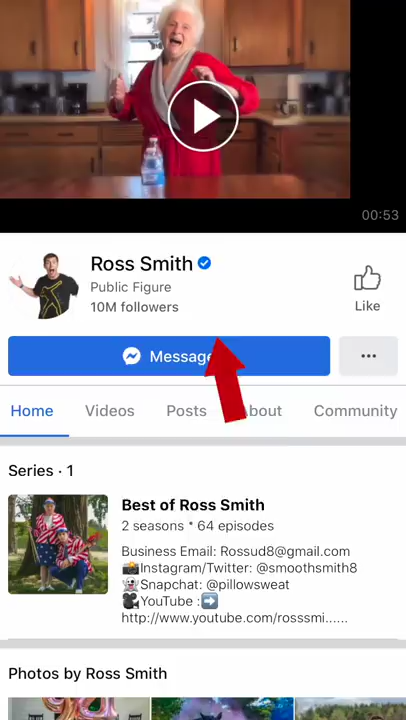 00:53
Ross Smith
Public Figure
10M followers
Like
Message
Home Videos Posts About Community
Series · 1
Best of Ross Smith
2 seasons * 64 episodes
Business Email: Rossud8@gmail.com
📸Instagram/Twitter: @smoothsmith8
👻Snapchat: @pillowsweat
🎥YouTube :➡️
http://www.youtube.com/rosssmi......
Photos by Ross Smith